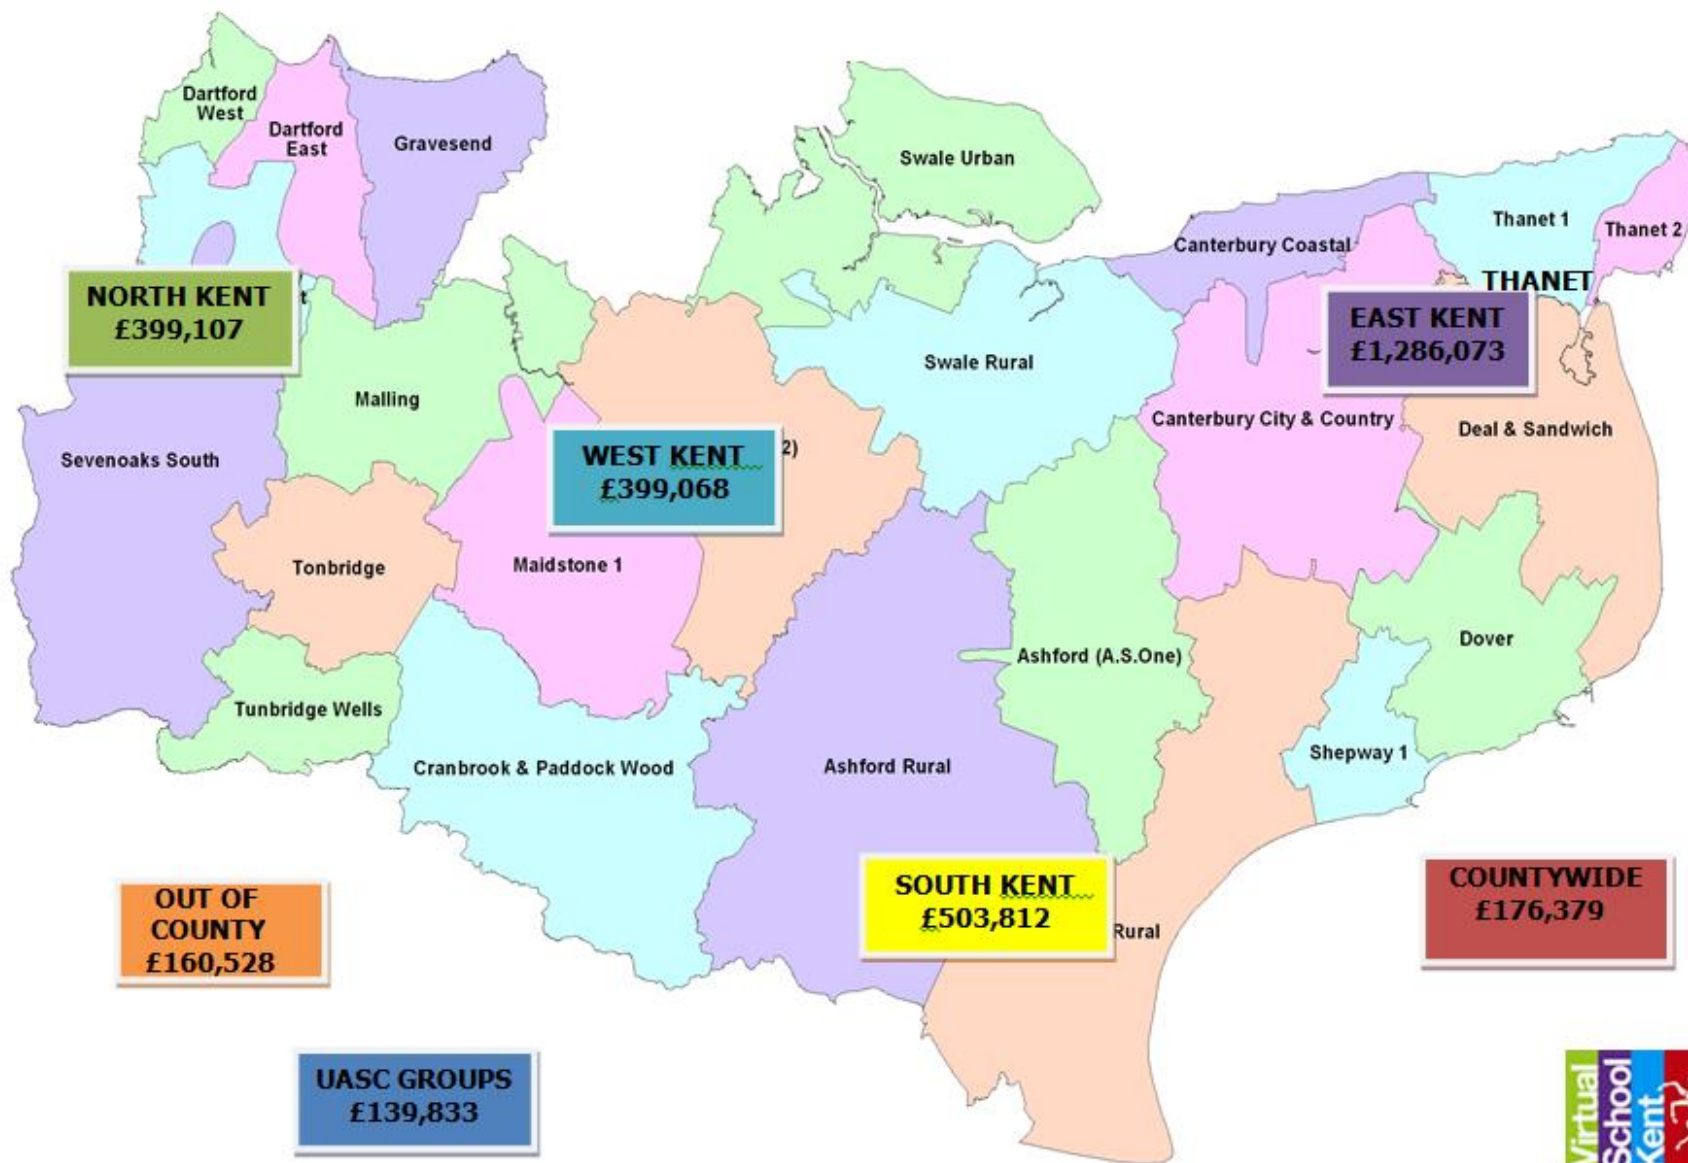 Dartford
West
Dartford
East
Gravesend
Swale Urban
Canterbury Coastal
Thanet 1
Thanet 2
THANET
NORTH KENT
£399,107
t
EAST KENT
£1,286,073
Swale Rural
Malling
Canterbury City & Country
Deal & Sandwich
Sevenoaks South
WEST KENT
£399,068
2)
Tonbridge
Maidstone 1
Dover
Ashford (A.S.One)
Tunbridge Wells
Shepway 1
Cranbrook & Paddock Wood
Ashford Rural
OUT OF
COUNTY
£160,528
SOUTH KENT
£503,812
Rural
COUNTYWIDE
£176,379
UASC GROUPS
£139,833
Virtual
School
Kent